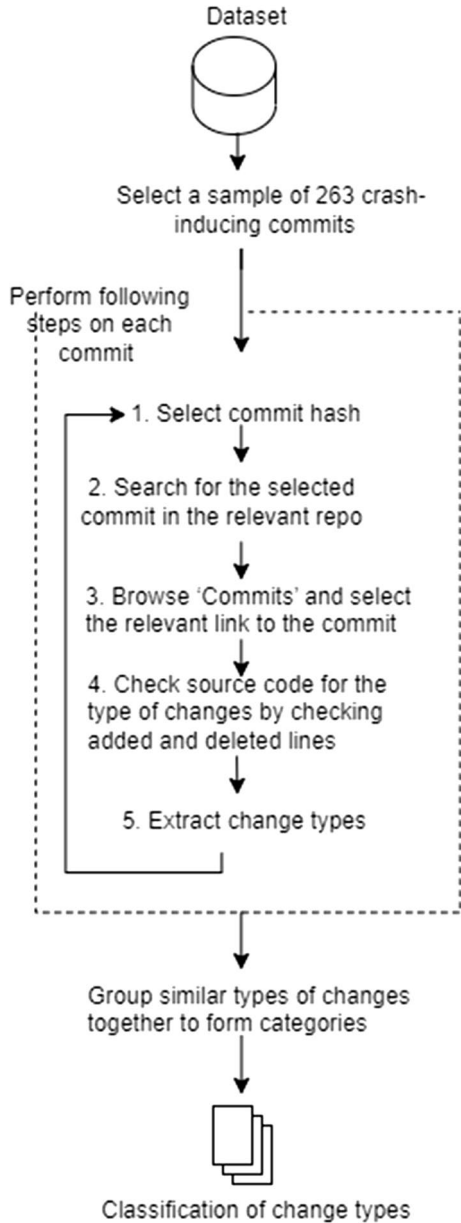 Dataset
Select a sample of 263 crash-
inducing commits
Perform following
steps on each
commit
1. Select commit hash
2. Search for the selected
commit in the relevant repo
3. Browse ‘Commits’ and select
the relevant link to the commit
4. Check source code for the
type of changes by checking
added and deleted lines
5. Extract change types
Group similar types of changes
together to form categories
Classification of change types